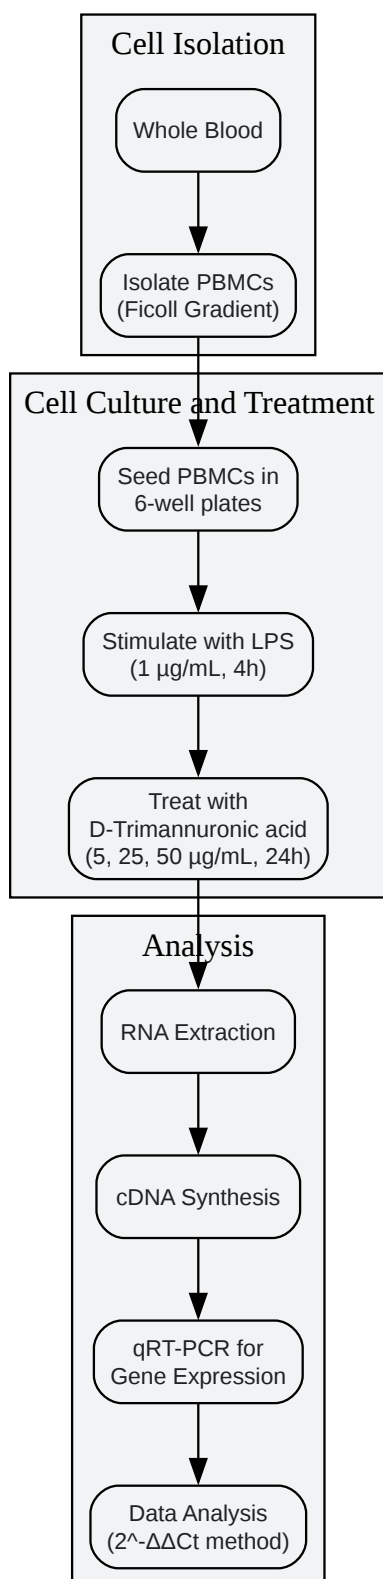 Cell Isolation
Whole Blood
Isolate PBMCs
(Ficoll Gradient)
Cell Culture and Treatment
Seed PBMCs in
6-well plates
Stimulate with LPS
(1 µg/mL, 4h)
Treat with
D-Trimannuronic acid
(5, 25, 50 µg/mL, 24h)
Analysis
RNA Extraction
cDNA Synthesis
qRT-PCR for
Gene Expression
Data Analysis
(2^-ΔΔCt method)